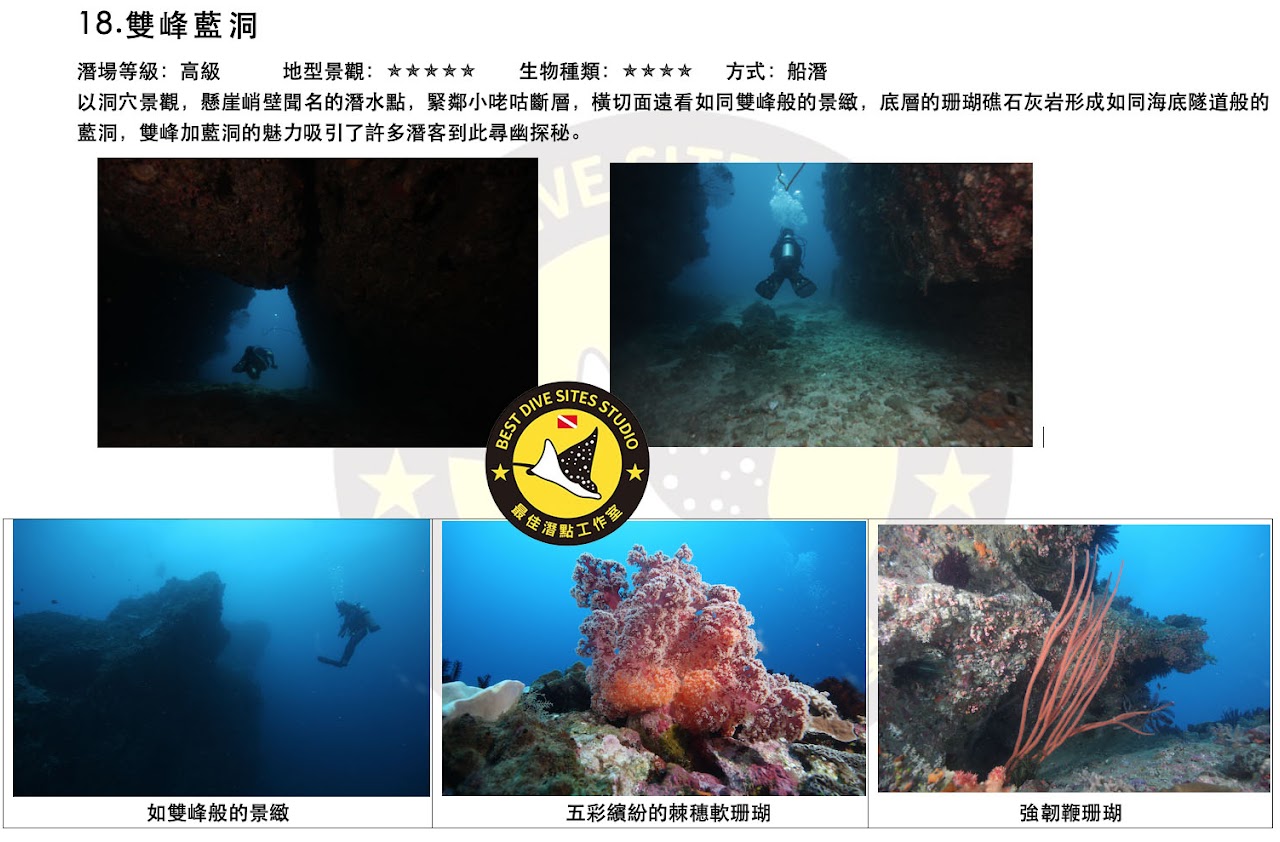 18.雙峰藍洞
潛場等級：高級 地型景觀：★★★★★ 生物種類：★★★★ 方式：船潛
以洞穴景觀，懸崖峭壁聞名的潛水點，緊鄰小咾咕斷層，橫切面遠看如同雙峰般的景緻，底層的珊瑚礁石灰岩形成如同海底隧道般的
藍洞，雙峰加藍洞的魅力吸引了許多潛客到此尋幽探秘。
BEST DIVE SITES STUDIO
最佳潛點工作室
如雙峰般的景緻
五彩繽紛的棘穗軟珊瑚
強韌鞭珊瑚